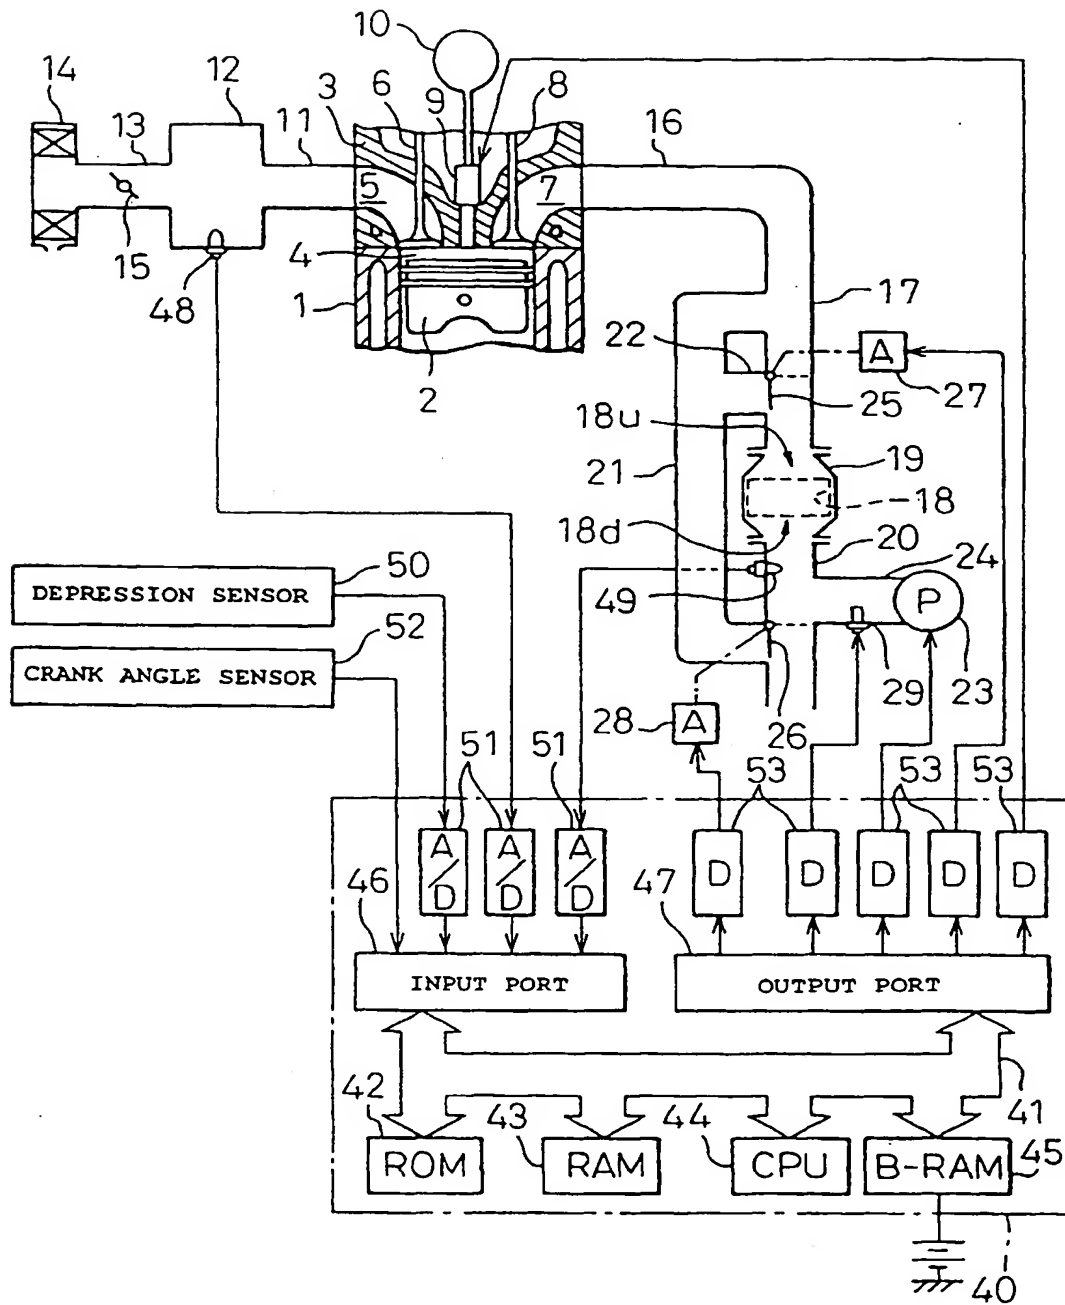 10
14
12
3
6
9
8
13
11
16
5
7
15
4
48
1
17
22
A
2
25
27
18u
19
21
18
18d
20
24
DEPRESSION SENSOR
50
49
P
52
CRANK ANGLE SENSOR
29
23
28
A
26
51
51
53
53
53
A/D
A/D
A/D
D
D
D
D
D
46
47
INPUT PORT
OUTPUT PORT
42
43
44
41
45
ROM
RAM
CPU
B-RAM
40